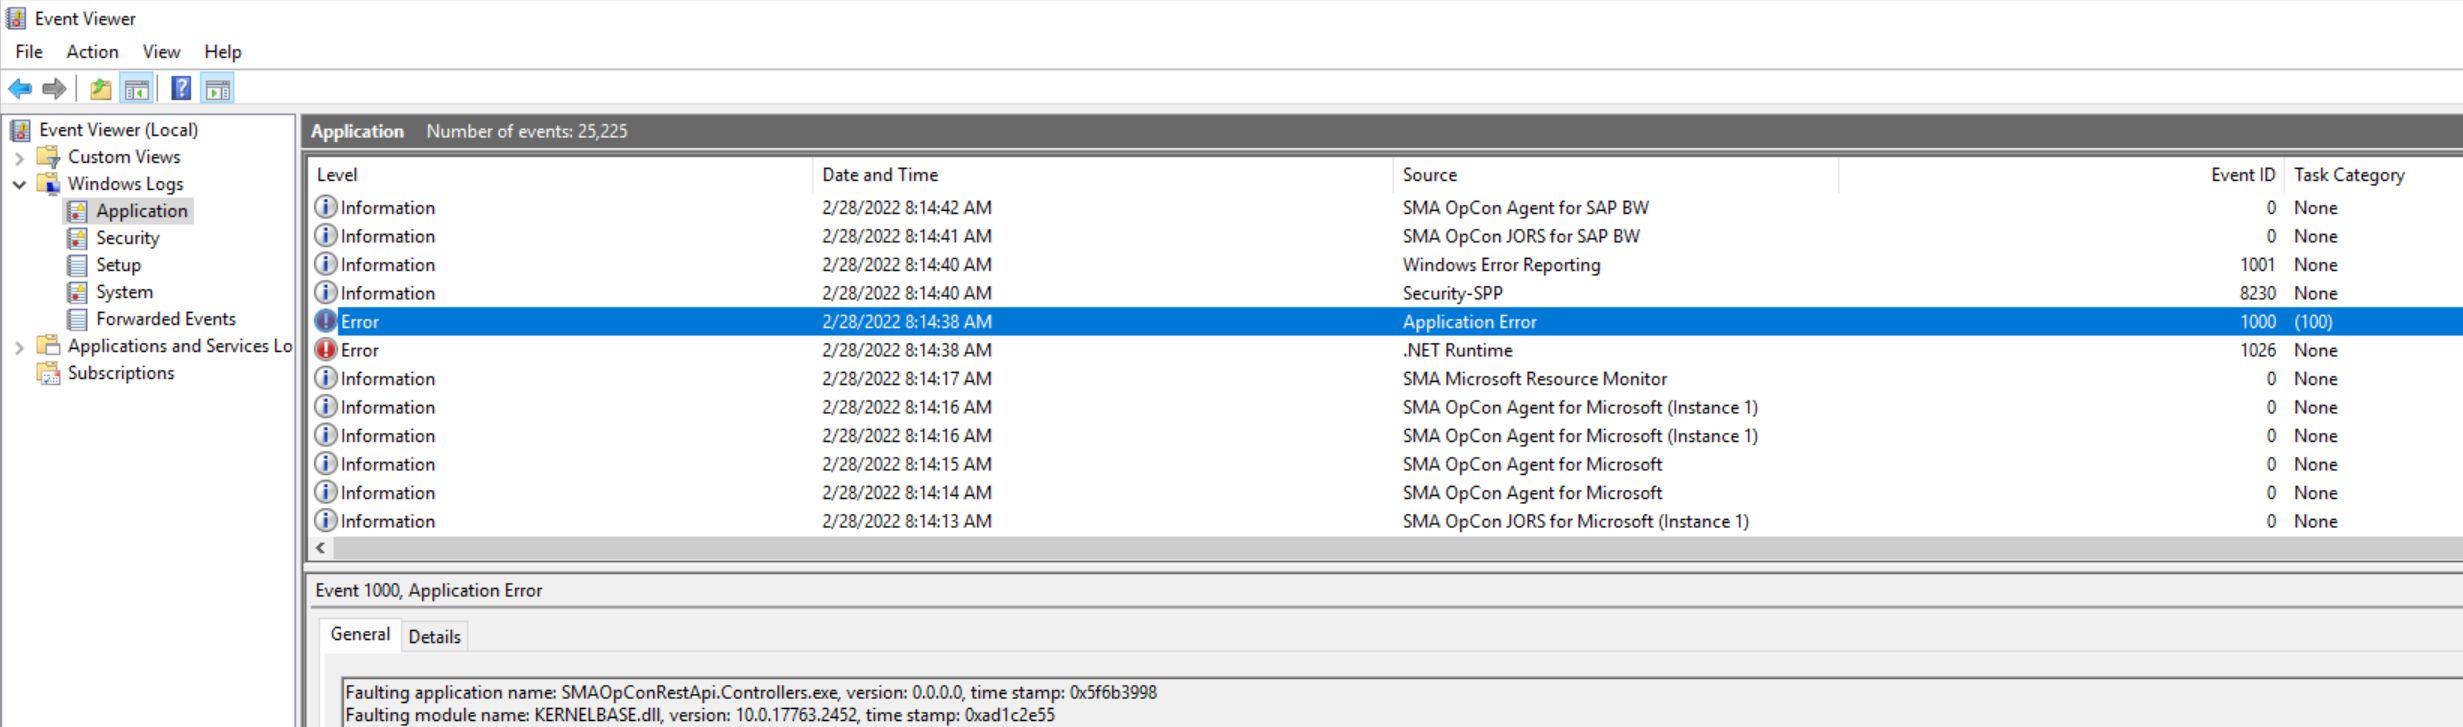 Event Viewer
File Action View Help
Event Viewer (Local)
Custom Views
Windows Logs
Application
Security
Setup
System
Forwarded Events
Applications and Services Lo
Subscriptions
Application Number of events: 25,225
Level Date and Time Source Event ID Task Category
Information 2/28/2022 8:14:42 AM SMA OpCon Agent for SAP BW 0 None
Information 2/28/2022 8:14:41 AM SMA OpCon JORS for SAP BW 0 None
Information 2/28/2022 8:14:40 AM Windows Error Reporting 1001 None
Information 2/28/2022 8:14:40 AM Security-SPP 8230 None
Error 2/28/2022 8:14:38 AM Application Error 1000 (100)
Error 2/28/2022 8:14:38 AM .NET Runtime 1026 None
Information 2/28/2022 8:14:17 AM SMA Microsoft Resource Monitor 0 None
Information 2/28/2022 8:14:16 AM SMA OpCon Agent for Microsoft (Instance 1) 0 None
Information 2/28/2022 8:14:16 AM SMA OpCon Agent for Microsoft (Instance 1) 0 None
Information 2/28/2022 8:14:15 AM SMA OpCon Agent for Microsoft 0 None
Information 2/28/2022 8:14:14 AM SMA OpCon Agent for Microsoft 0 None
Information 2/28/2022 8:14:13 AM SMA OpCon JORS for Microsoft (Instance 1) 0 None
Event 1000, Application Error
General Details
Faulting application name: SMAOpConRestApi.Controllers.exe, version: 0.0.0.0, time stamp: 0x5f6b3998
Faulting module name: KERNELBASE.dll, version: 10.0.17763.2452, time stamp: 0xad1c2e55